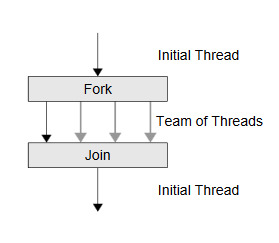 Initial Thread
Fork
Team of Threads
Join
Initial Thread